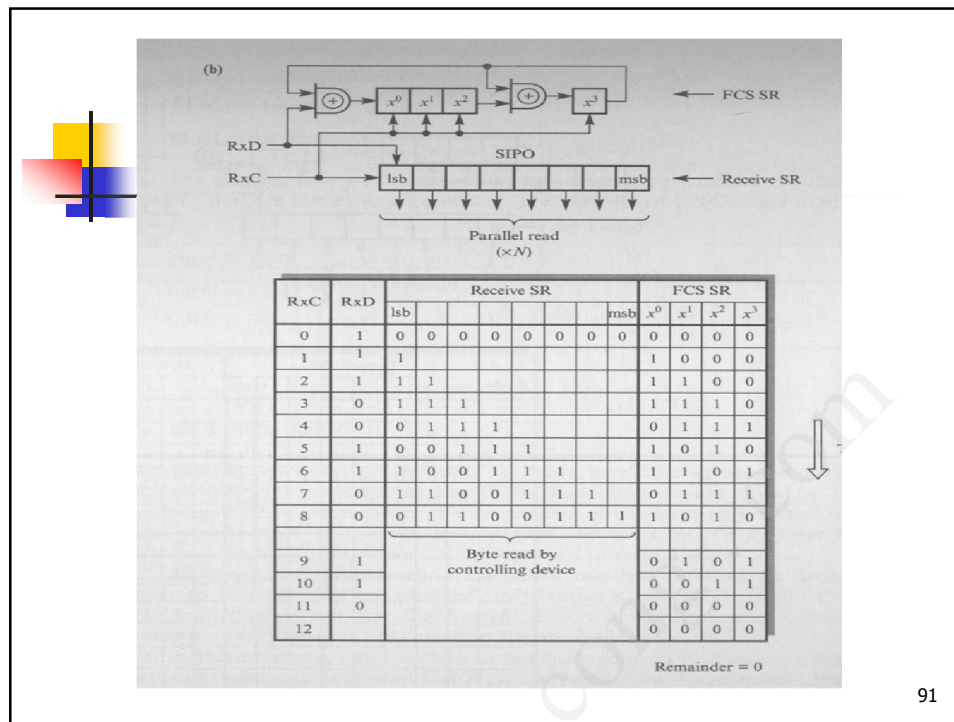 (b)
x⁰ x¹ x² x³
FCS SR
RxD
SIPO
RxC lsb msb Receive SR
Parallel read
(×N)
RxC RxD Receive SR FCS SR
lsb msb x⁰ x¹ x² x³
0 1 0 0 0 0 0 0 0 0 0 0 0 0
1 1 1 1 0 0 0
2 1 1 1 1 1 0 0
3 0 1 1 1 1 1 1 0
4 0 0 1 1 1 0 1 1 1
5 1 0 0 1 1 1 1 0 1 0
6 1 1 0 0 1 1 1 1 1 0 1
7 0 1 1 0 0 1 1 1 0 1 1 1
8 0 0 1 1 0 0 1 1 1 1 0 1 0
Byte read by
controlling device
9 1 0 1 0 1
10 1 0 0 1 1
11 0 0 0 0 0
12 0 0 0 0
Remainder = 0
91